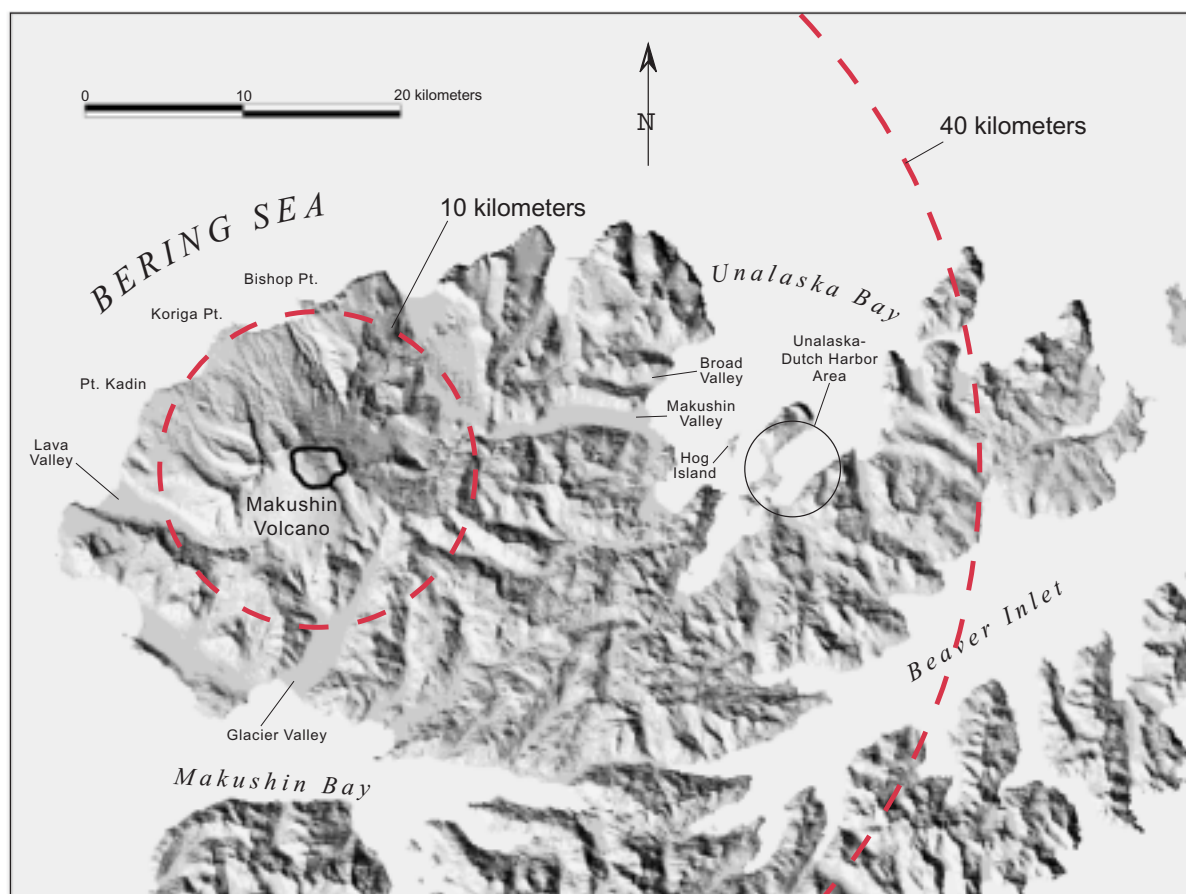 0 10 20 kilometers
N
40 kilometers
BERING SEA
10 kilometers
Bishop Pt.
Koriga Pt.
Unalaska Bay
Unalaska-
Dutch Harbor
Area
Pt. Kadin
Broad
Valley
Makushin
Valley
Lava
Valley
Hog
Island
Makushin
Volcano
Beaver Inlet
Glacier Valley
Makushin Bay